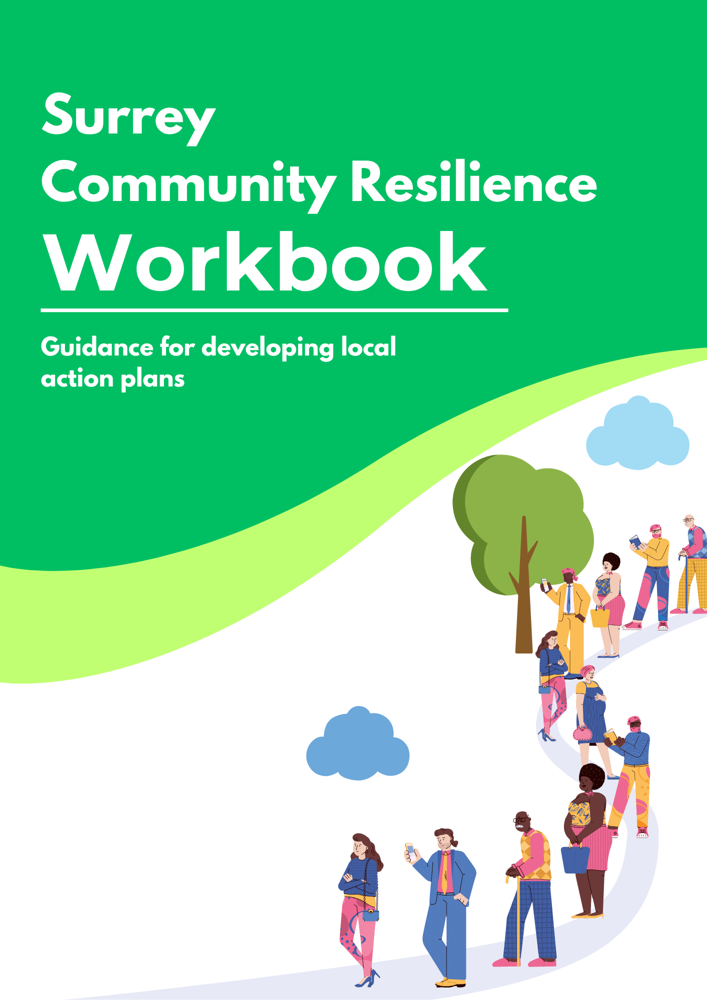 Surrey
Community Resilience
Workbook
Guidance for developing local
action plans